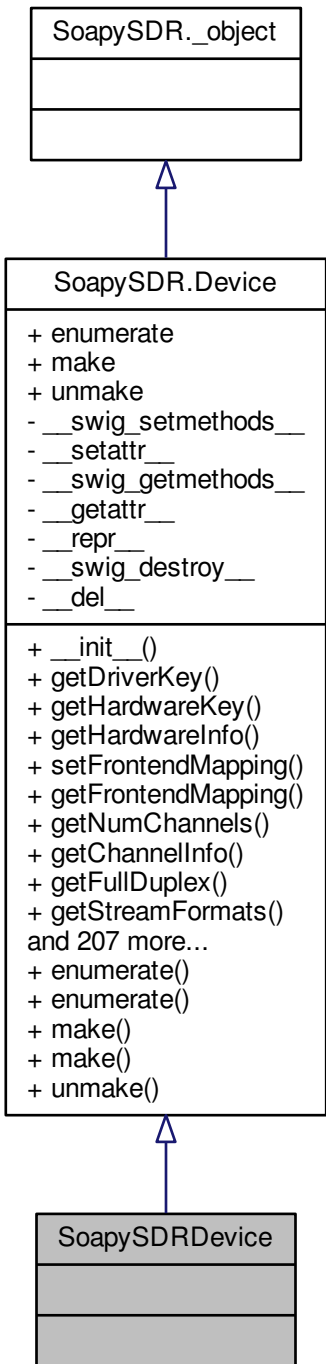 SoapySDR._object
SoapySDR.Device
+ enumerate
+ make
+ unmake
- __swig_setmethods__
- __setattr__
- __swig_getmethods__
- __getattr__
- __repr__
- __swig_destroy__
- __del__
+ __init__()
+ getDriverKey()
+ getHardwareKey()
+ getHardwareInfo()
+ setFrontendMapping()
+ getFrontendMapping()
+ getNumChannels()
+ getChannelInfo()
+ getFullDuplex()
+ getStreamFormats()
and 207 more...
+ enumerate()
+ enumerate()
+ make()
+ make()
+ unmake()
SoapySDRDevice